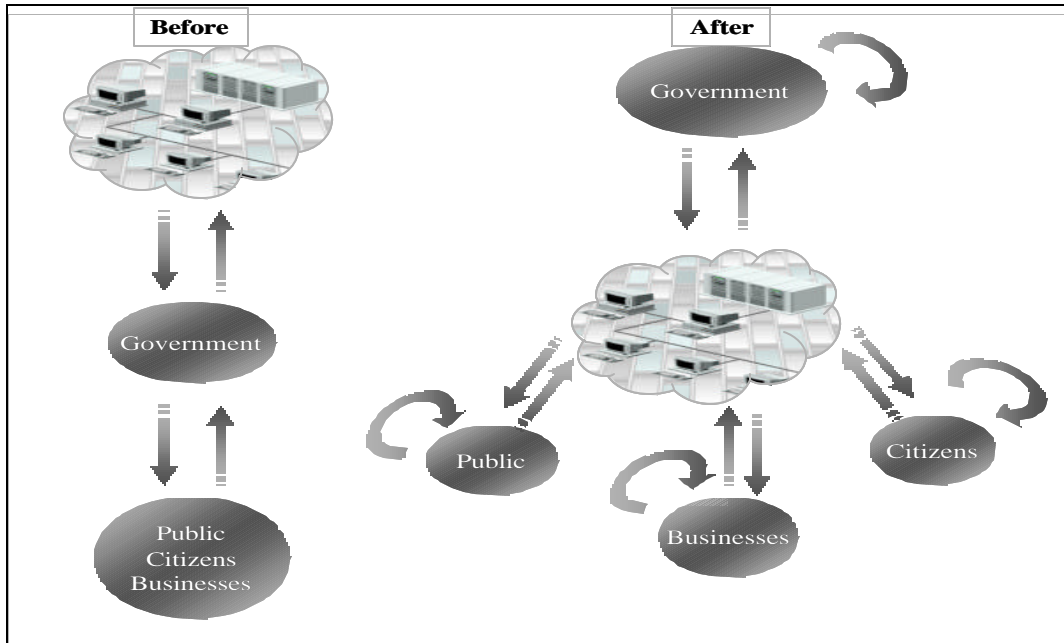 Before
Government
Public
Citizens
Businesses
After
Government
Public
Citizens
Businesses